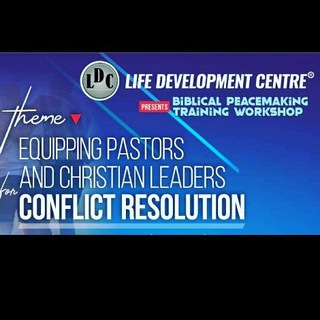 LDC LIFE DEVELOPMENT CENTRE®
PRESENTS BIBLICAL PEACEMAKING
TRAINING WORKSHOP
theme
EQUIPPING PASTORS
AND CHRISTIAN LEADERS
for CONFLICT RESOLUTION